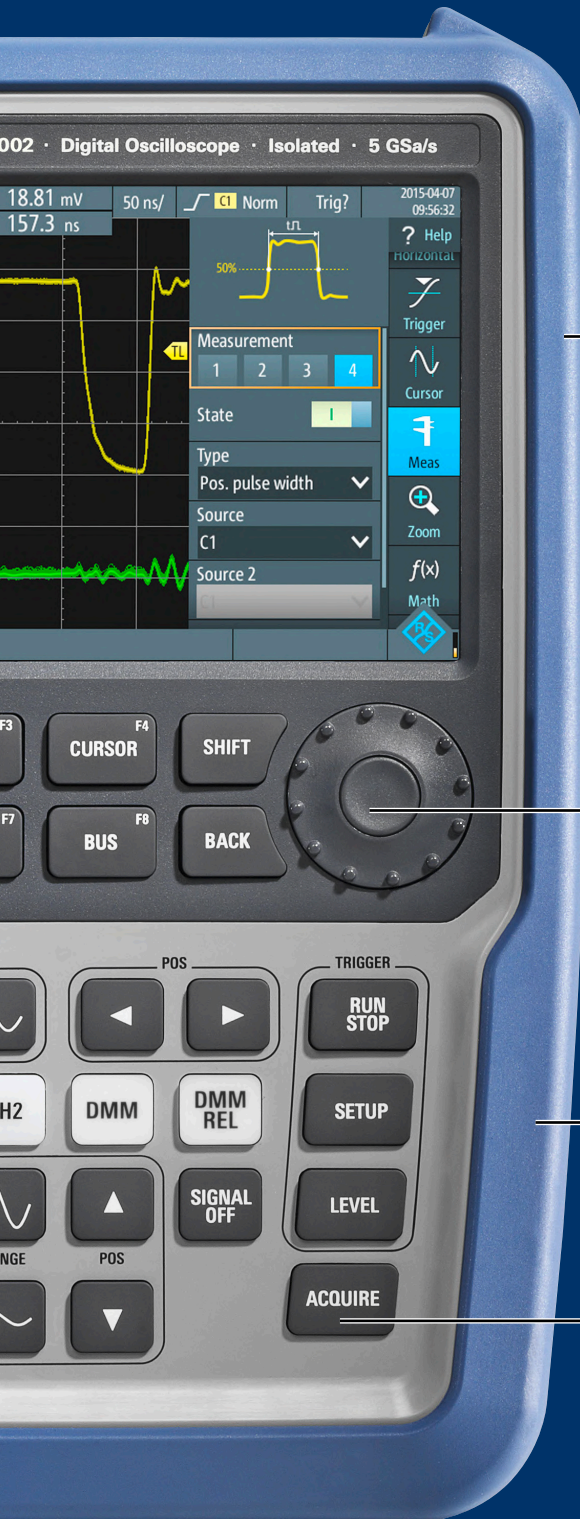 002 · Digital Oscilloscope · Isolated · 5 GSa/s
18.81 mV
157.3 ns
50 ns/
C1 Norm
Trig?
2015-04-07
09:56:32
? Help
Horizontal
50%
TL
Trigger
Measurement
1 2 3 4
Cursor
State
I
Type
Meas
Pos. pulse width
Source
C1
Zoom
Source 2
C1
f(x)
Math
R&S
F3
CURSOR F4
SHIFT
F7
BUS F8
BACK
POS
TRIGGER
RUN
STOP
H2
DMM
DMM
REL
SETUP
SIGNAL
OFF
LEVEL
NGE
POS
ACQUIRE